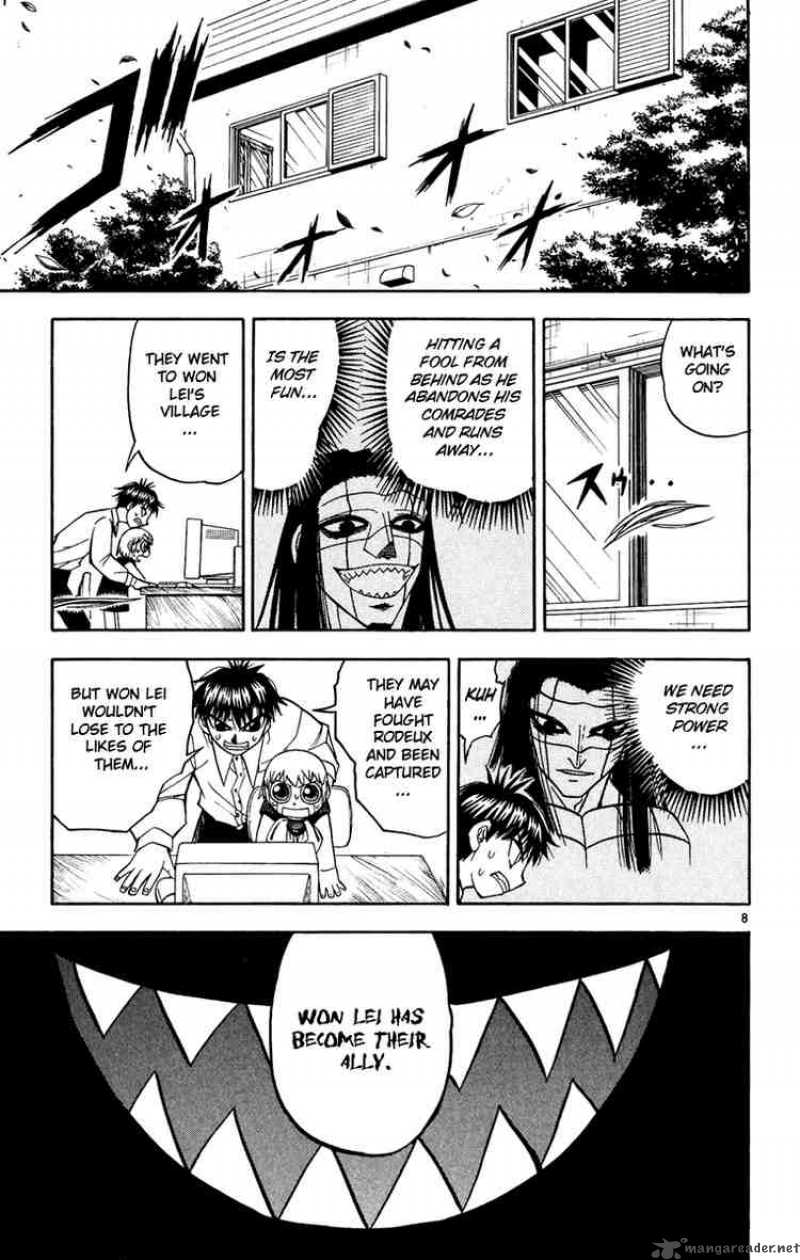 ゴオオオ
WHAT'S
GOING
ON?
スゥ...
HITTING A
FOOL FROM
BEHIND AS HE
ABANDONS HIS
COMRADES
AND RUNS
AWAY...
IS THE
MOST
FUN...
THEY WENT
TO WON
LEI'S
VILLAGE
...
WE NEED
STRONG
POWER
...
KUH
...
THEY MAY
HAVE
FOUGHT
RODEUX
AND BEEN
CAPTURED
...
BUT WON LEI
WOULDN'T
LOSE TO THE
LIKES OF
THEM...
8
WON LEI HAS
BECOME THEIR
ALLY.
mangareader.net